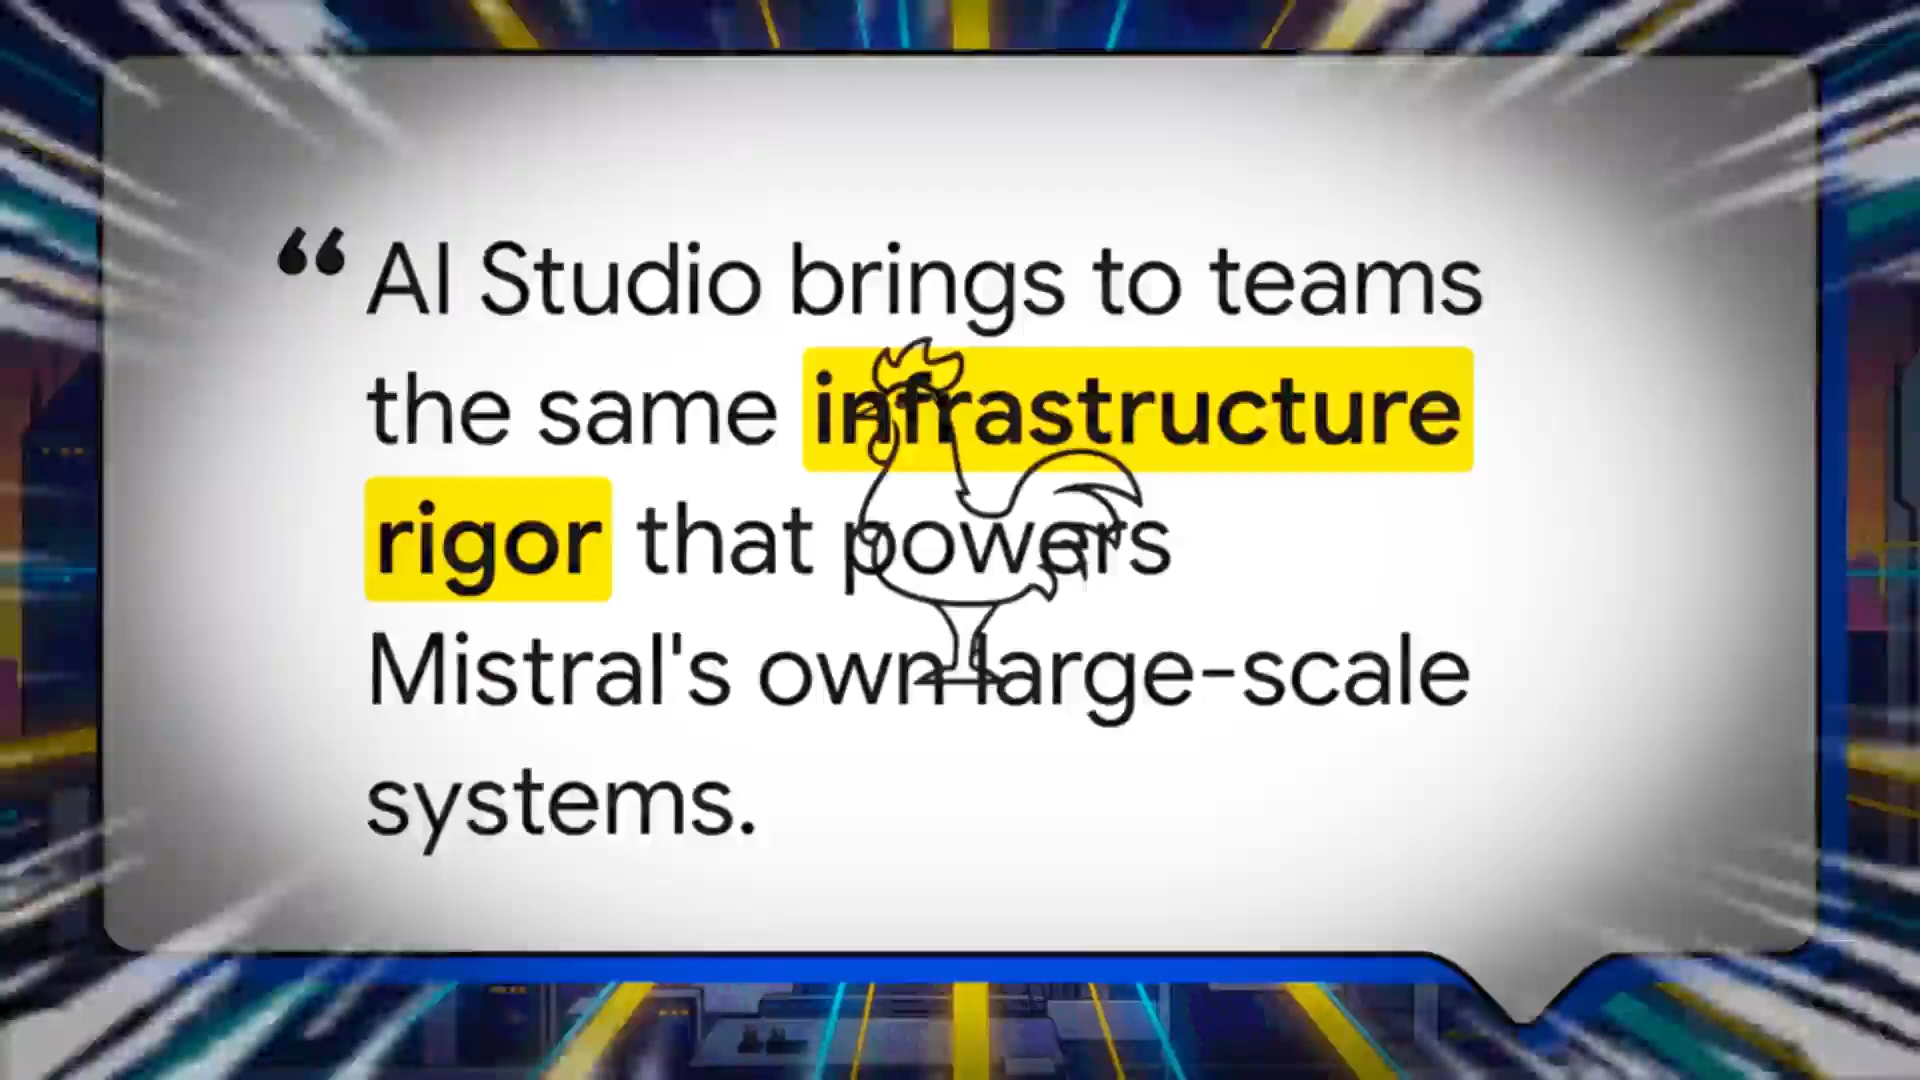 “AI Studio brings to teams
the same infrastructure
rigor that powers
Mistral's own large-scale
systems.